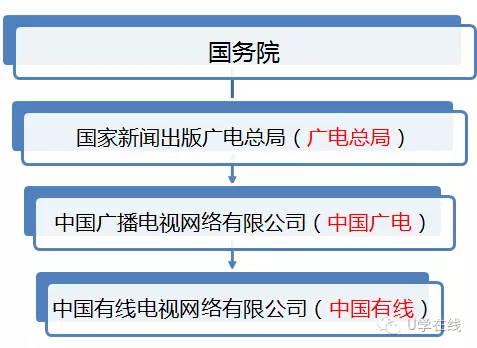 国务院
国家新闻出版广电总局（广电总局）
中国广播电视网络有限公司（中国广电）
中国有线电视网络有限公司（中国有线）
U学在线